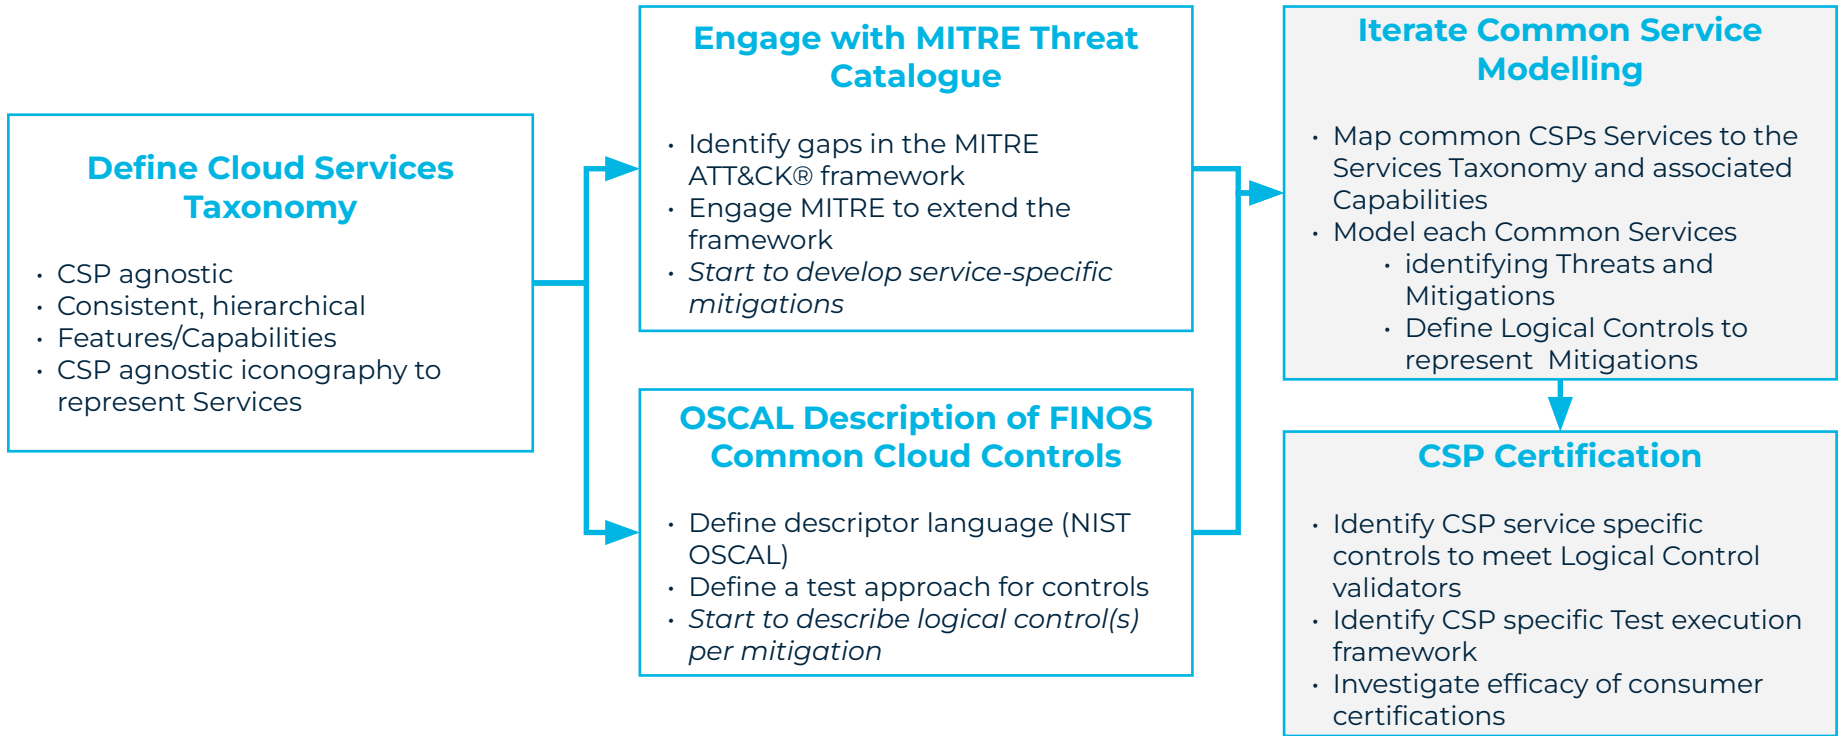 Define Cloud Services
Taxonomy
· CSP agnostic
· Consistent, hierarchical
· Features/Capabilities
· CSP agnostic iconography to
represent Services
Engage with MITRE Threat
Catalogue
· Identify gaps in the MITRE
ATT&CK® framework
· Engage MITRE to extend the
framework
· Start to develop service-specific
mitigations
OSCAL Description of FINOS
Common Cloud Controls
· Define descriptor language (NIST
OSCAL)
· Define a test approach for controls
· Start to describe logical control(s)
per mitigation
Iterate Common Service
Modelling
· Map common CSPs Services to the
Services Taxonomy and associated
Capabilities
· Model each Common Services
· identifying Threats and
Mitigations
· Define Logical Controls to
represent  Mitigations
CSP Certification
· Identify CSP service specific
controls to meet Logical Control
validators
· Identify CSP specific Test execution
framework
· Investigate efficacy of consumer
certifications